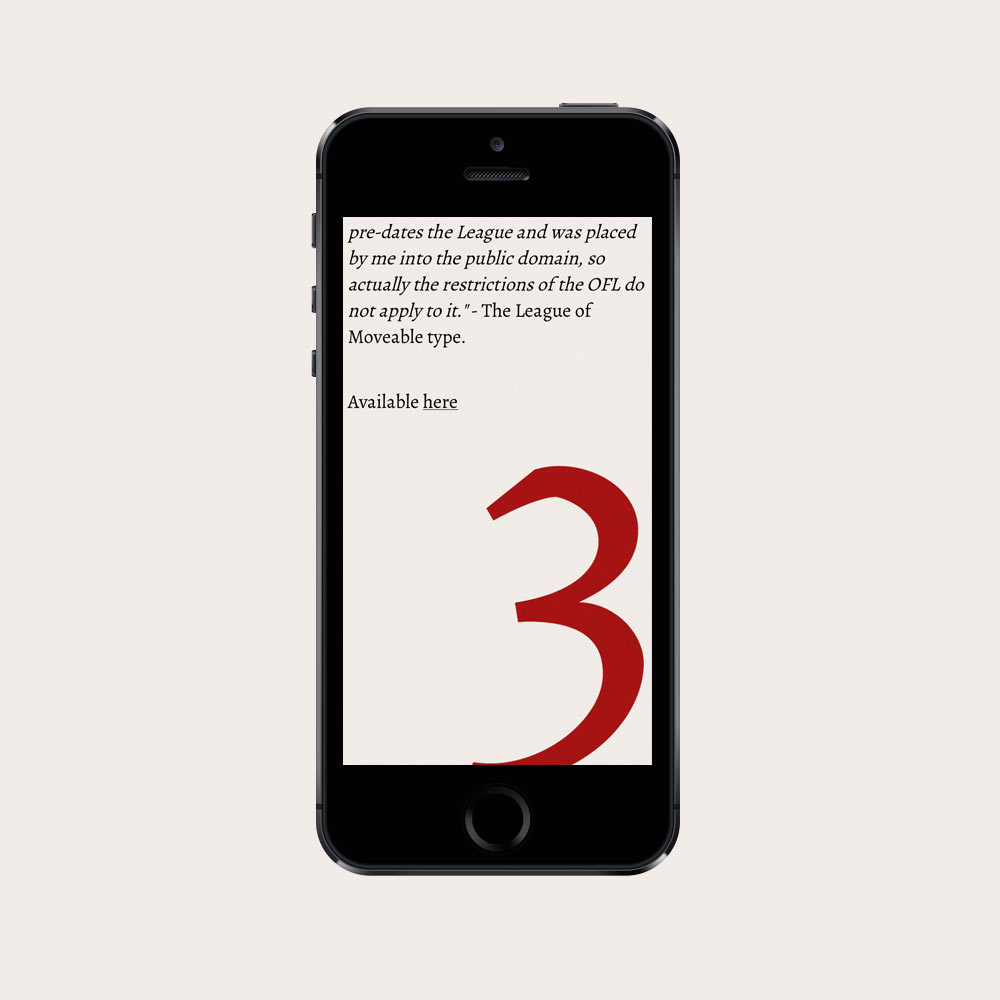 pre-dates the League and was placed
by me into the public domain, so
actually the restrictions of the OFL do
not apply to it." - The League of
Moveable type.
Available here
3